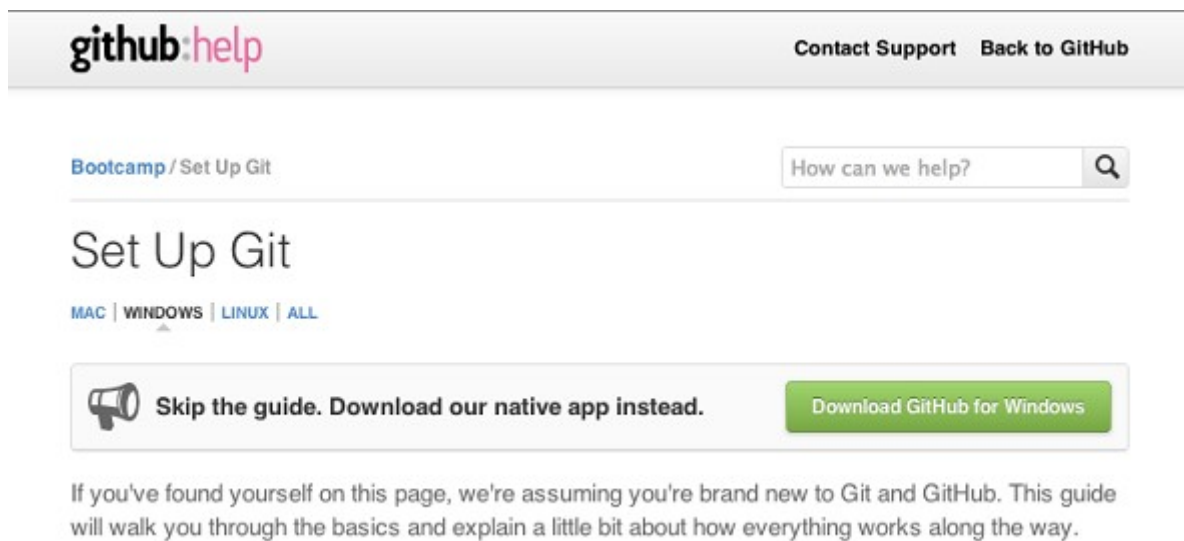 github:help
Contact Support Back to GitHub
Bootcamp / Set Up Git
How can we help?
Set Up Git
MAC | WINDOWS | LINUX | ALL
Skip the guide. Download our native app instead.
Download GitHub for Windows
If you've found yourself on this page, we're assuming you're brand new to Git and GitHub. This guide
will walk you through the basics and explain a little bit about how everything works along the way.